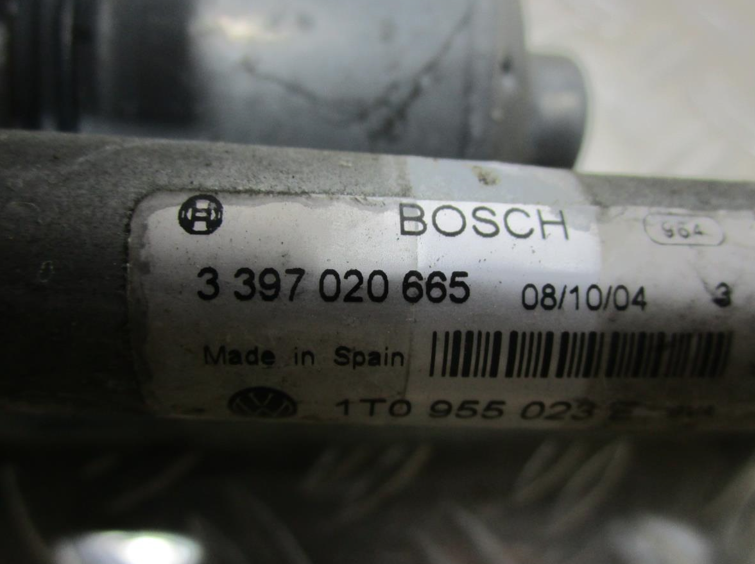 BOSCH 964
3 397 020 665 08/10/04 3
Made in Spain
1T0 955 023 E